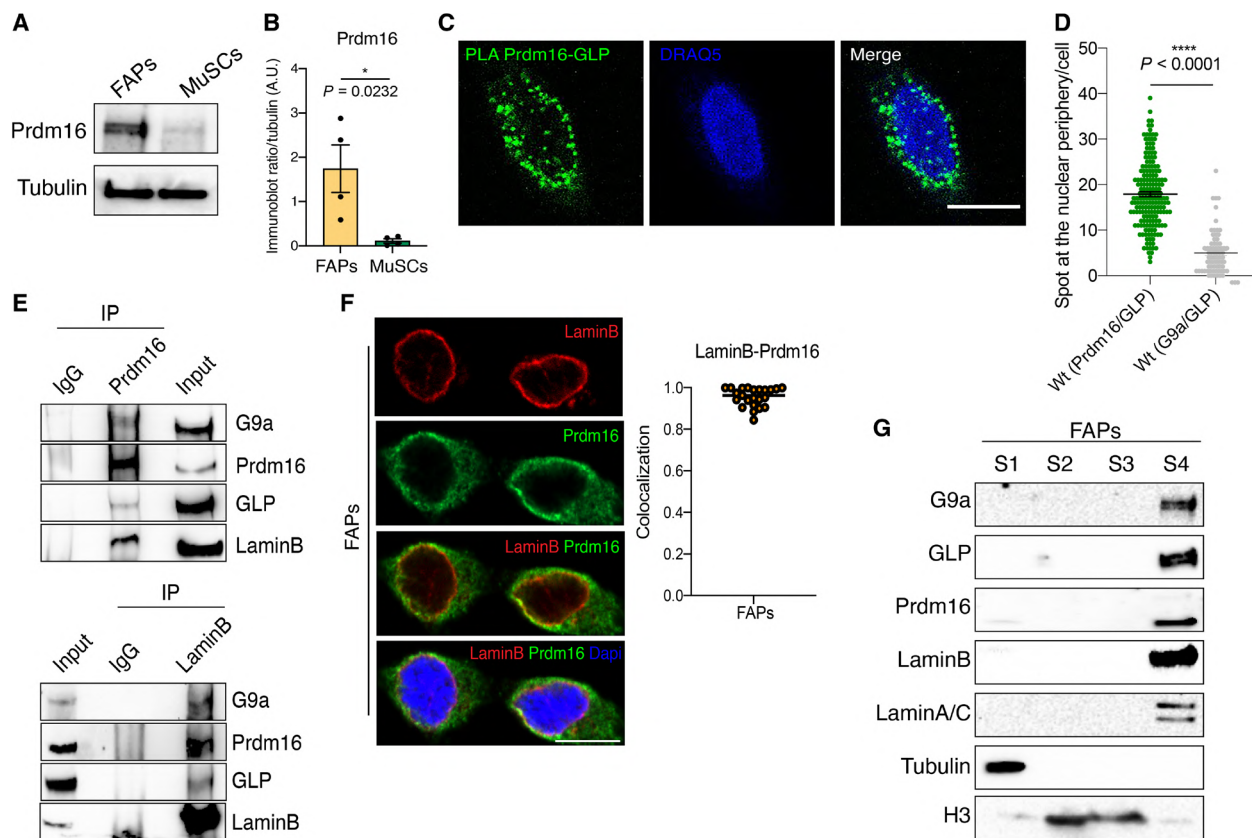 A
FAPs
MuSCs
Prdm16
Tubulin
B
Prdm16
Immunoblot ratio/tubulin (A.U.)
4
3
2
1
0
*
P = 0.0232
FAPs
MuSCs
C
PLA Prdm16-GLP
DRAQ5
Merge
D
Spot at the nuclear periphery/cell
50
40
30
20
10
0
****
P < 0.0001
Wt (Prdm16/GLP)
Wt (G9a/GLP)
E
IP
IgG
Prdm16
Input
G9a
Prdm16
GLP
LaminB
IP
Input
IgG
LaminB
G9a
Prdm16
GLP
LaminB
F
FAPs
LaminB
Prdm16
LaminB Prdm16
LaminB Prdm16 Dapi
LaminB-Prdm16
Colocalization
1.0
0.8
0.6
0.4
0.2
0.0
FAPs
G
FAPs
S1 S2 S3 S4
G9a
GLP
Prdm16
LaminB
LaminA/C
Tubulin
H3